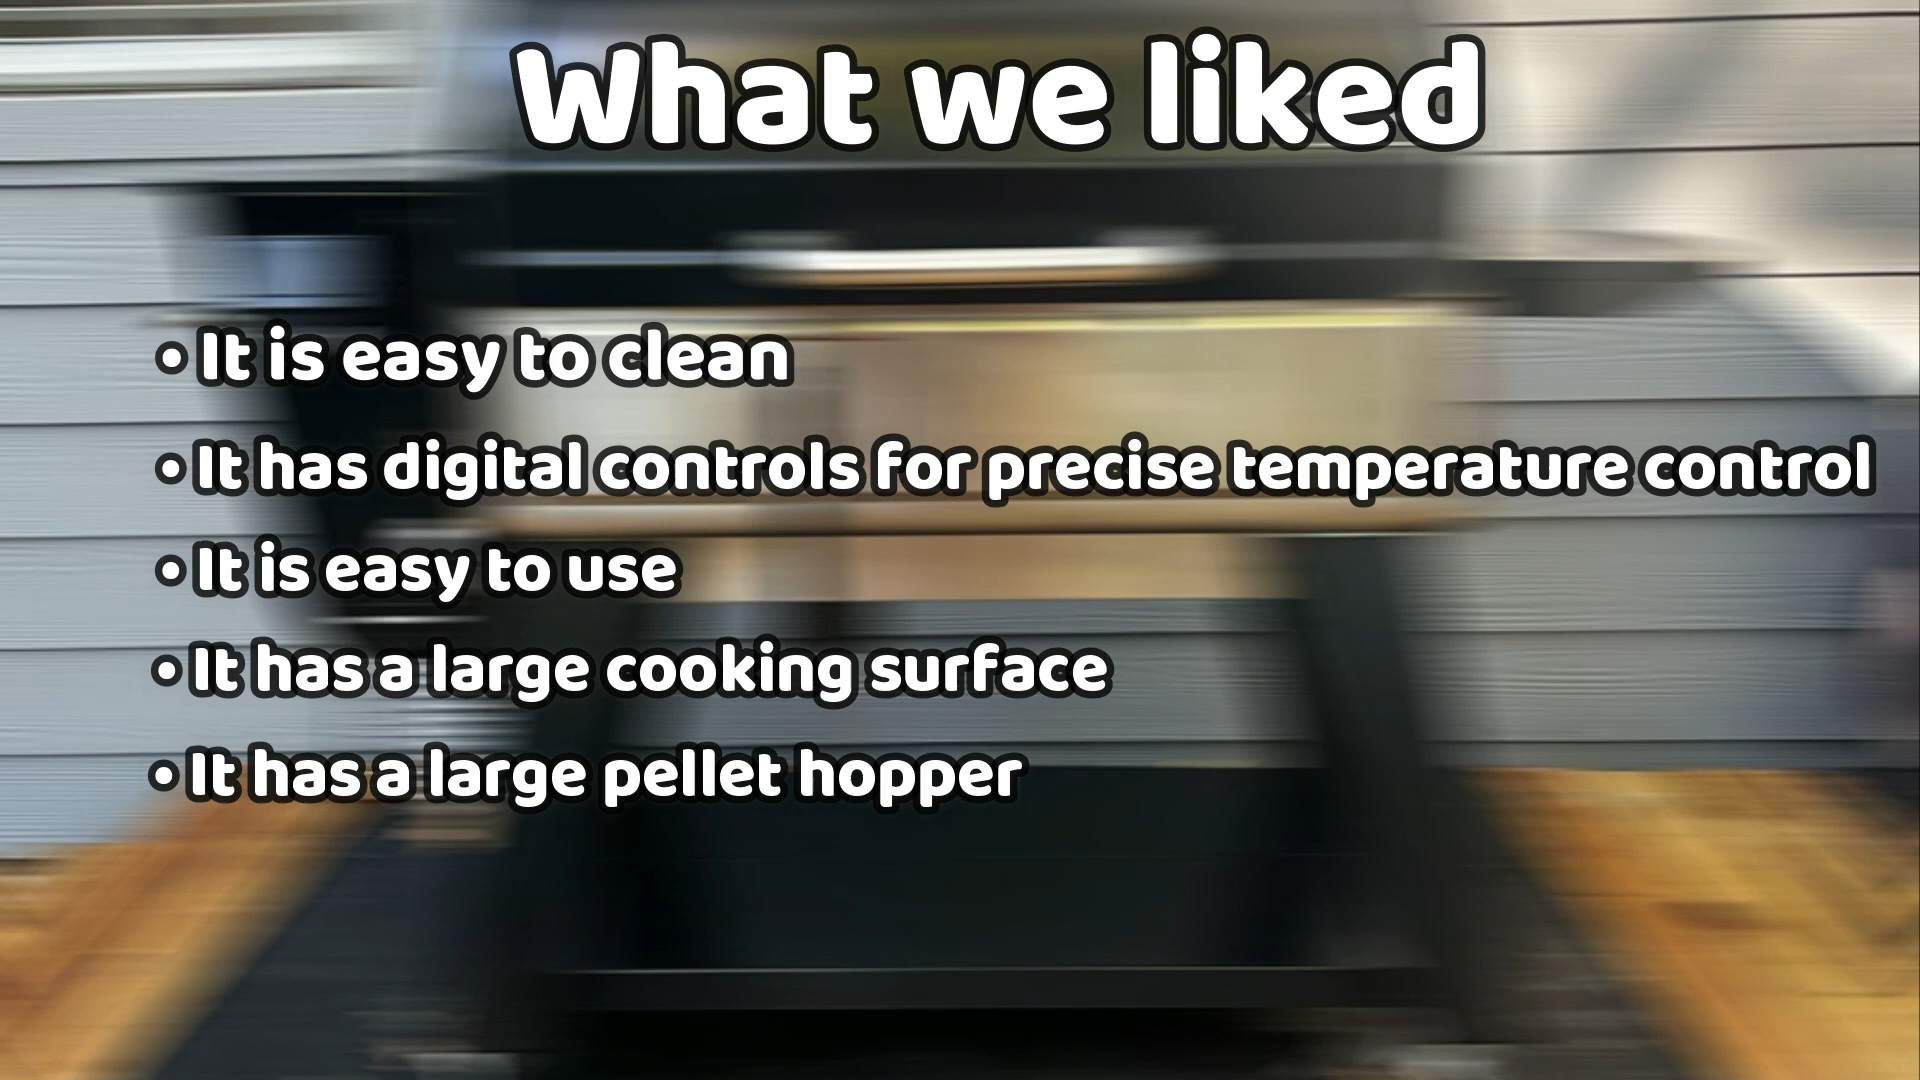 What we liked
• It is easy to clean
• It has digital controls for precise temperature control
• It is easy to use
• It has a large cooking surface
• It has a large pellet hopper